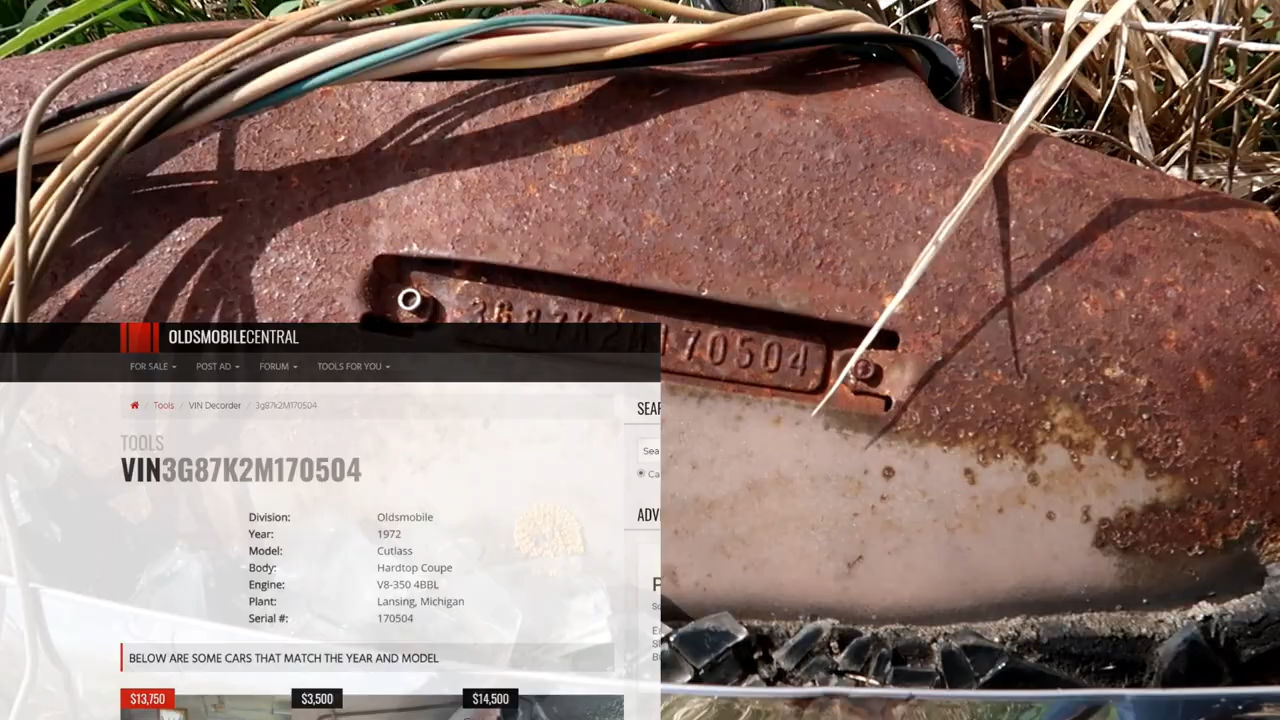 3G87K2M170504
OLDSMOBILECENTRAL
FOR SALE POST AD FORUM TOOLS FOR YOU
/ Tools / VIN Decorder / 3g87k2M170504
TOOLS
VIN3G87K2M170504
Division: Oldsmobile
Year: 1972
Model: Cutlass
Body: Hardtop Coupe
Engine: V8-350 4BBL
Plant: Lansing, Michigan
Serial #: 170504
BELOW ARE SOME CARS THAT MATCH THE YEAR AND MODEL
$13,750 $3,500 $14,500